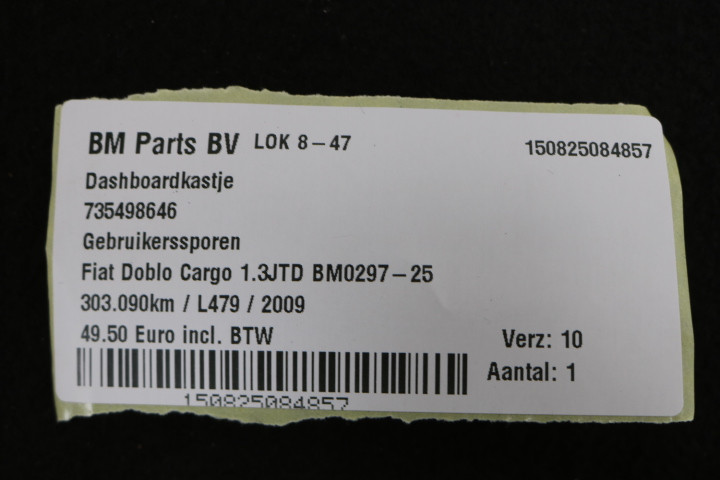 BM Parts BV LOK 8-47 150825084857
Dashboardkastje
735498646
Gebruikerssporen
Fiat Doblo Cargo 1.3JTD BM0297-25
303.090km / L479 / 2009
49.50 Euro incl. BTW
Verz: 10
Aantal: 1
150825084857